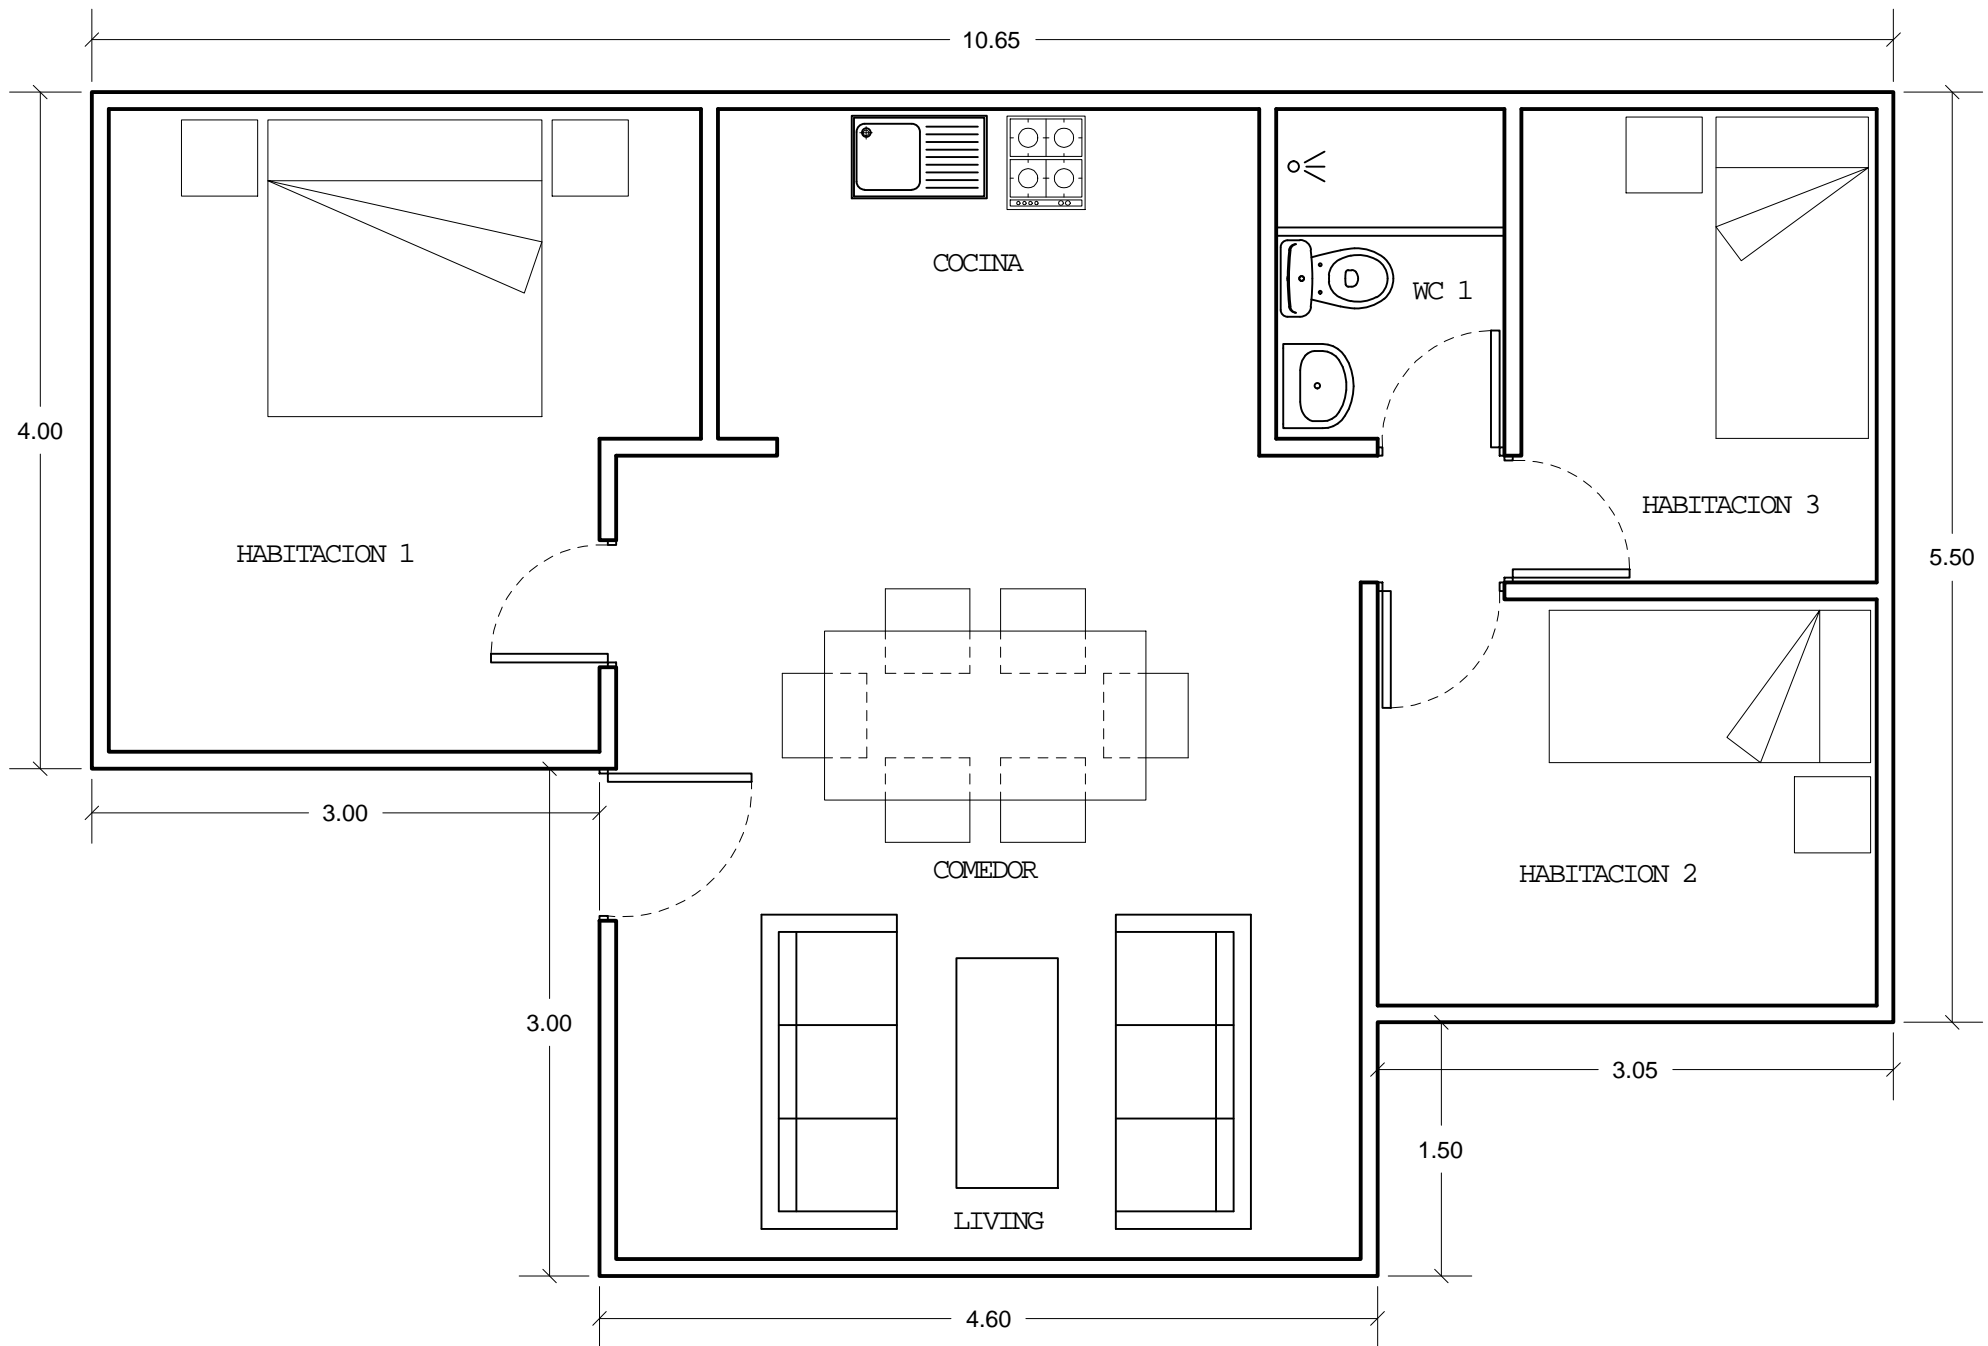 10.65
COCINA
WC 1
4.00
HABITACION 3
HABITACION 1
5.50
3.00
COMEDOR
HABITACION 2
3.00
3.05
1.50
LIVING
4.60